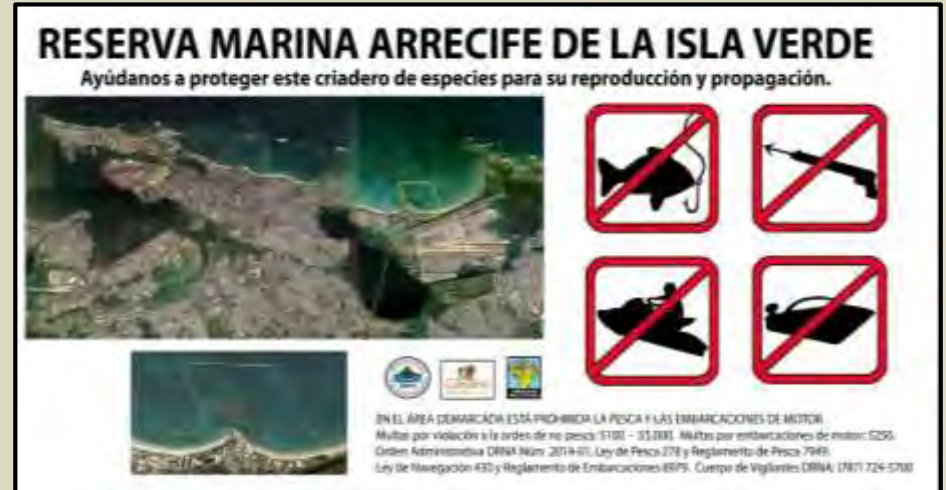 RESERVA MARINA ARRECIFE DE LA ISLA VERDE
Ayúdanos a proteger este criadero de especies para su reproducción y propagación.
EN EL ÁREA DEMARCADA ESTÁ PROHIBIDA LA PESCA Y LAS EMBARCACIONES DE MOTOR
Multas por violación a la orden de no pesca: $100 - $5,000. Multas por embarcaciones de motor: $250.
Orden Administrativa DRNA Núm. Ley de Pesca 278 y Reglamento de Pesca 7949.
Ley de Navegación 430 y Reglamento de Embarcaciones 6979. Cuerpo de Vigilantes DRNA: (787) 724-5700